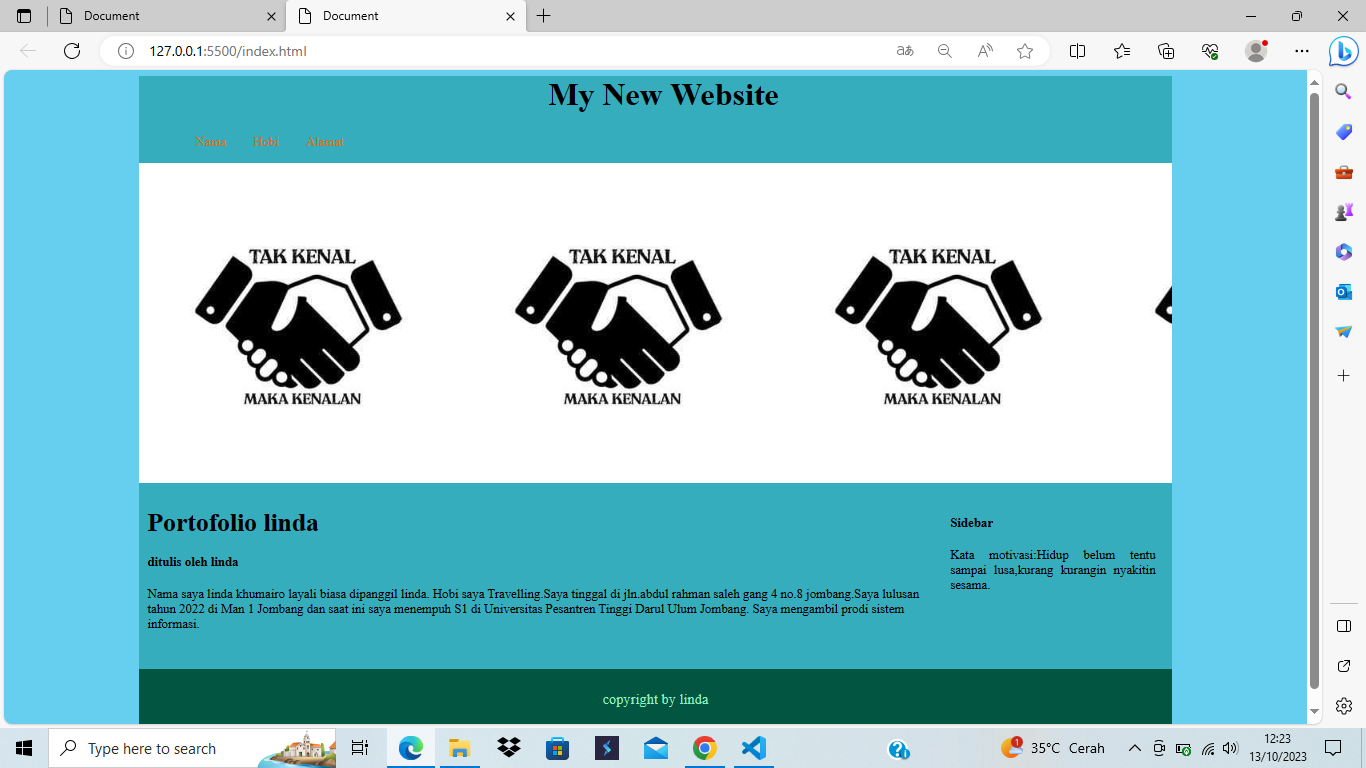 Document
Document
127.0.0.1:5500/index.html
My New Website
Nama Hobi Alamat
TAK KENAL TAK KENAL TAK KENAL
MAKA KENALAN MAKA KENALAN MAKA KENALAN
Portofolio linda
ditulis oleh linda
Nama saya linda khumairo layali biasa dipanggil linda. Hobi saya Travelling.Saya tinggal di jln.abdul rahman saleh gang 4 no.8 jombang.Saya lulusan
tahun 2022 di Man 1 Jombang dan saat ini saya menempuh S1 di Universitas Pesantren Tinggi Darul Ulum Jombang. Saya mengambil prodi sistem
informasi.
Sidebar
Kata motivasi:Hidup belum tentu
sampai lusa,kurang kurangin nyakitin
sesama.
copyright by linda
Type here to search
1
35°C Cerah
12:23
13/10/2023